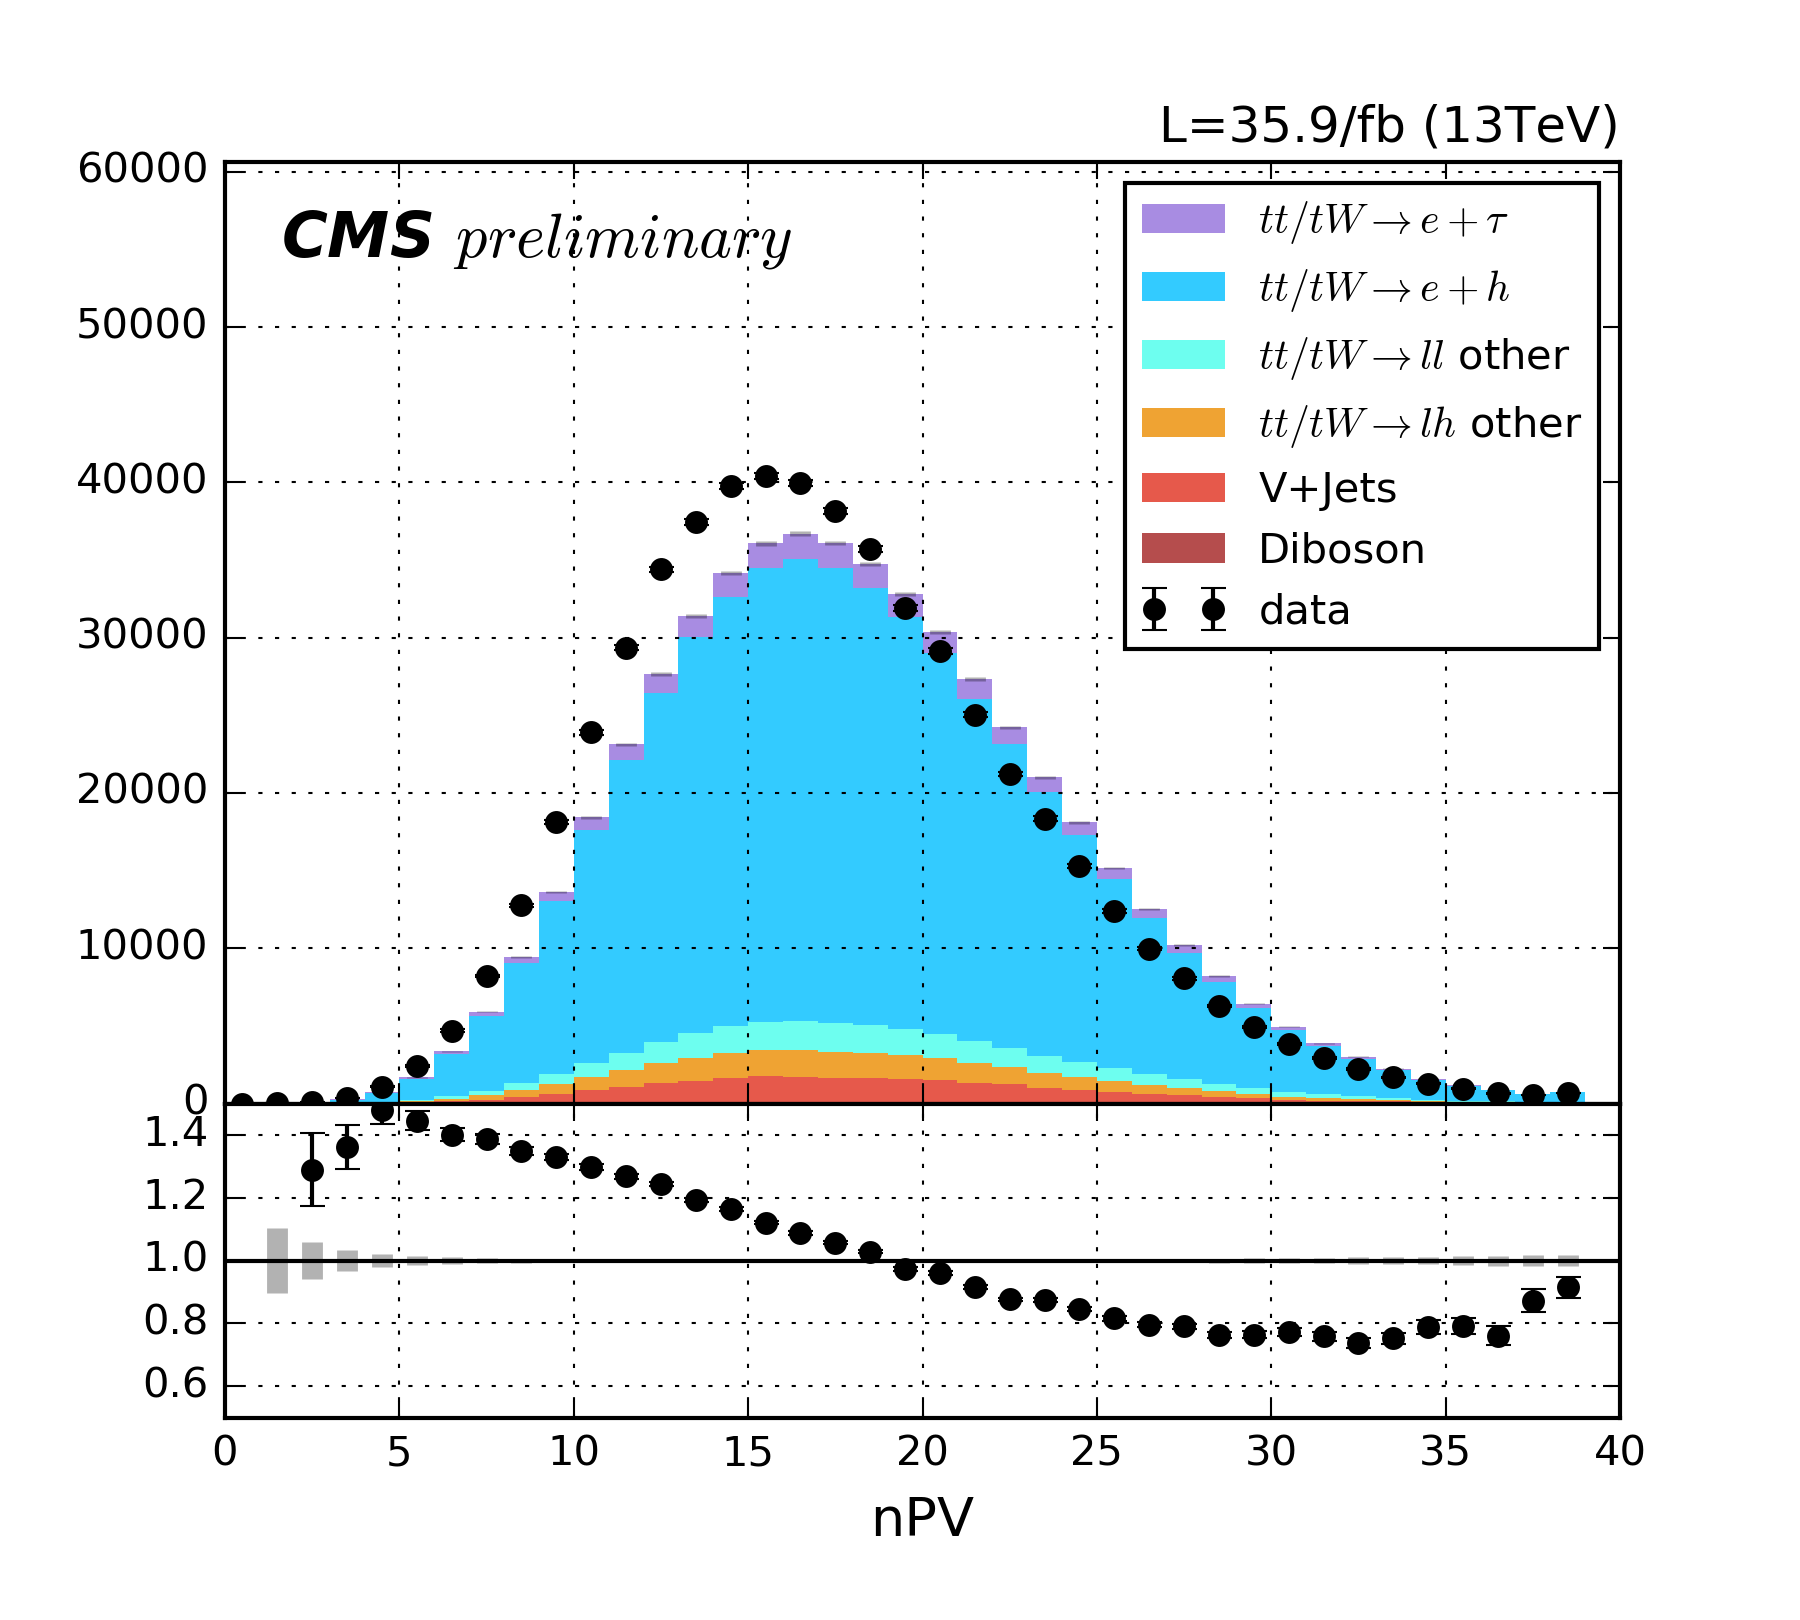 L=35.9/fb (13TeV)
60000
CMS preliminary
tt/tW→e+τ
tt/tW→e+h
50000
tt/tW→ll other
tt/tW→lh other
40000
V+Jets
Diboson
data
30000
20000
10000
0
1.4
1.2
1.0
0.8
0.6
0 5 10 15 20 25 30 35 40
nPV